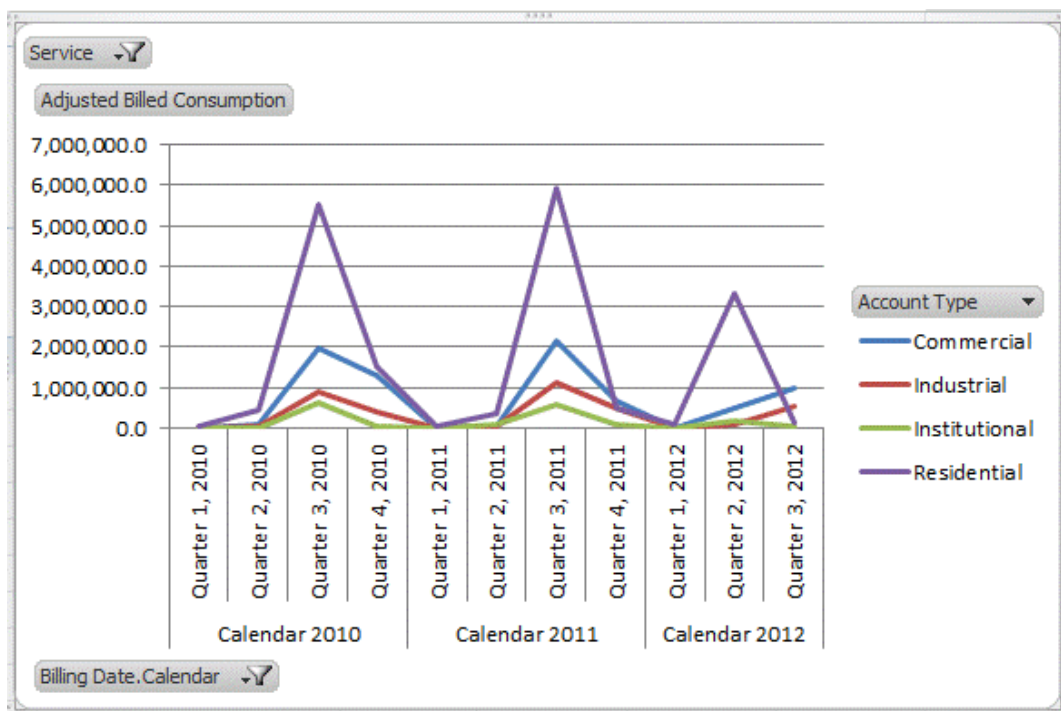 Service
Adjusted Billed Consumption
7,000,000.0
6,000,000.0
5,000,000.0
4,000,000.0
3,000,000.0
2,000,000.0
1,000,000.0
0.0
Quarter 1, 2010
Quarter 2, 2010
Quarter 3, 2010
Quarter 4, 2010
Quarter 1, 2011
Quarter 2, 2011
Quarter 3, 2011
Quarter 4, 2011
Quarter 1, 2012
Quarter 2, 2012
Quarter 3, 2012
Calendar 2010
Calendar 2011
Calendar 2012
Account Type
Commercial
Industrial
Institutional
Residential
Billing Date.Calendar